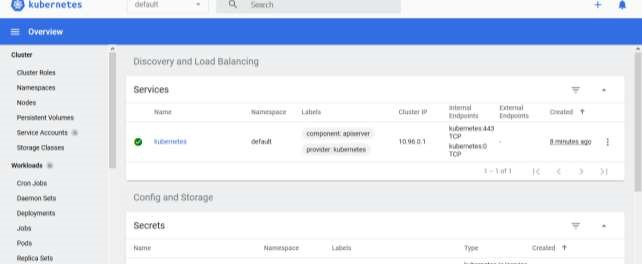 kubernetes
default
Search
Overview
Cluster
Cluster Roles
Namespaces
Nodes
Persistent Volumes
Service Accounts
Storage Classes
Workloads
Cron Jobs
Daemon Sets
Deployments
Jobs
Pods
Replica Sets
Discovery and Load Balancing
Services
Name Namespace Labels Cluster IP Internal Endpoints External Endpoints Created
kubernetes default component: apiserver provider: kubernetes 10.96.0.1 kubernetes:443 TCP kubernetes:0 TCP - 8 minutes ago
1 – 1 of 1
Config and Storage
Secrets
Name Namespace Labels Type Created